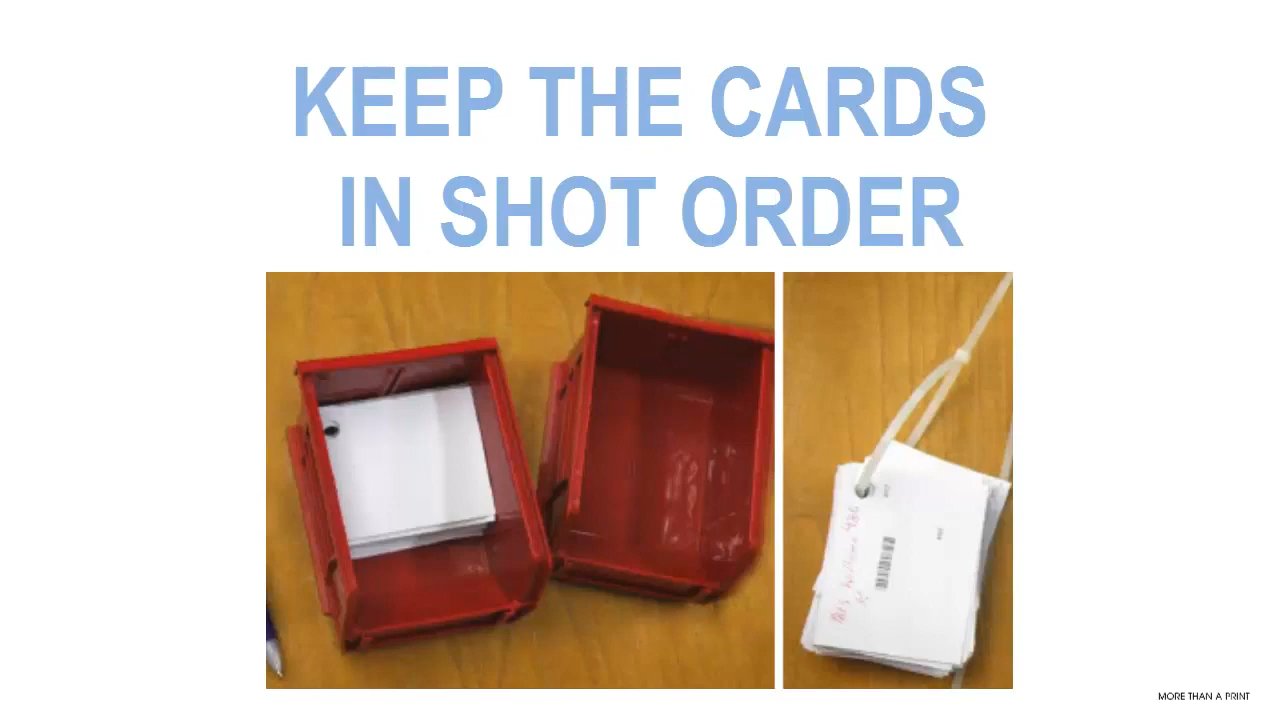 KEEP THE CARDS
IN SHOT ORDER
MORE THAN A PRINT